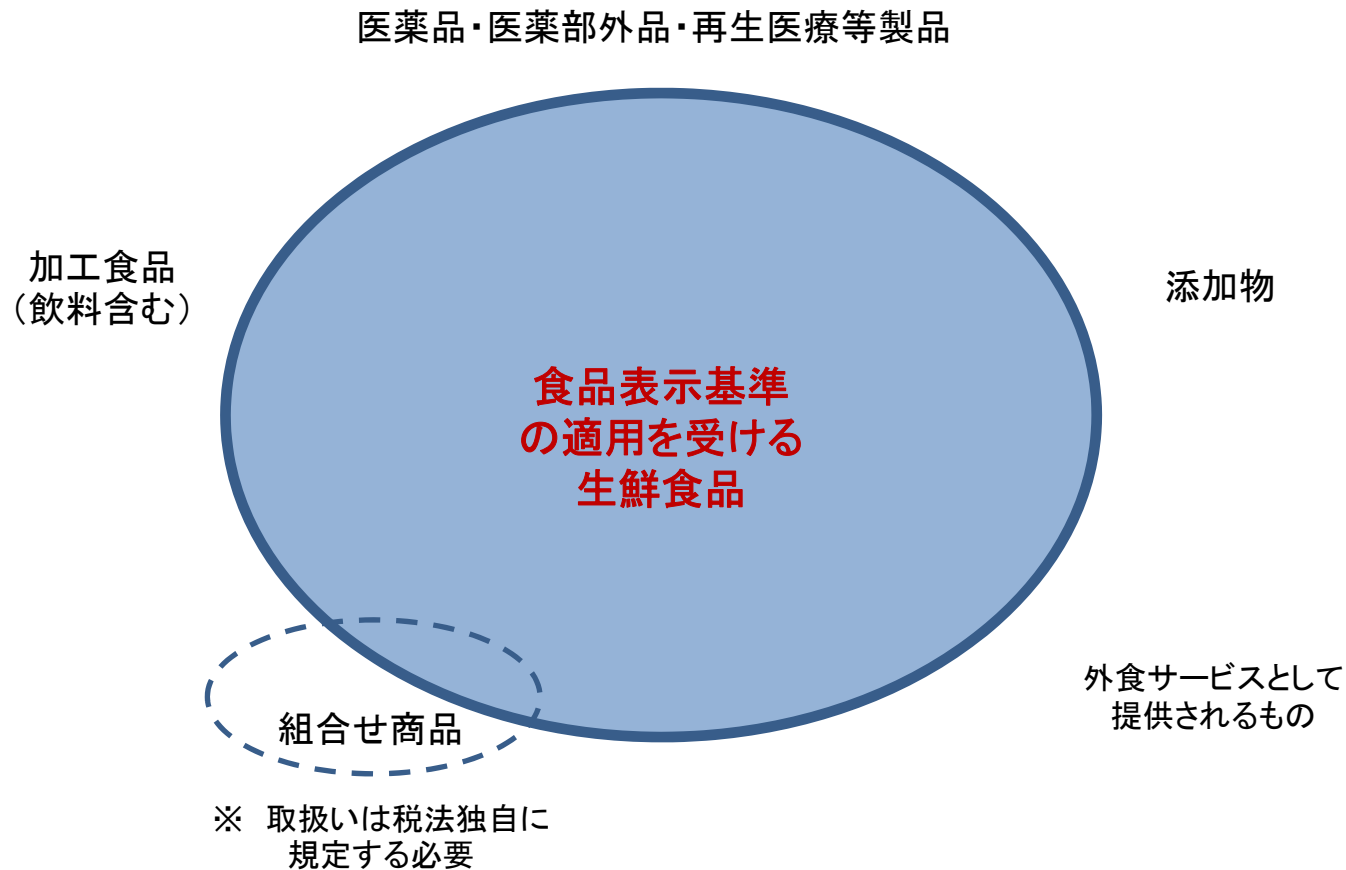 医薬品・医薬部外品・再生医療等製品
加工食品
（飲料含む）
添加物
食品表示基準
の適用を受ける
生鮮食品
外食サービスとして
提供されるもの
組合せ商品
※　取扱いは税法独自に
規定する必要